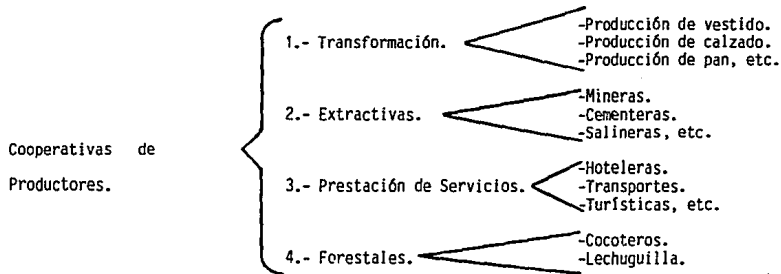 Cooperativas de
Productores.
1.- Transformación.
-Producción de vestido.
-Producción de calzado.
-Producción de pan, etc.
2.- Extractivas.
-Mineras.
-Cementeras.
-Salineras, etc.
3.- Prestación de Servicios.
-Hoteleras.
-Transportes.
-Turísticas, etc.
4.- Forestales.
-Cocoteros.
-Lechuguilla.